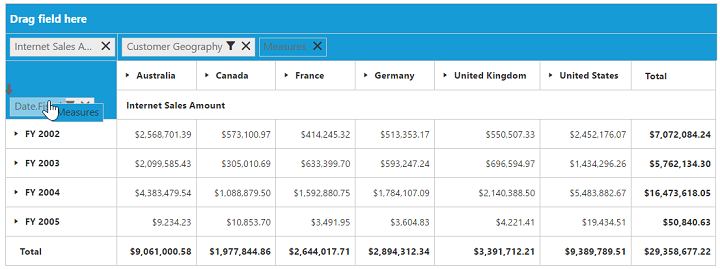 Drag field here
Internet Sales A... Customer Geography Measures
Australia Canada France Germany United Kingdom United States Total
Date.Fi Measures
Internet Sales Amount
FY 2002 $2,568,701.39 $573,100.97 $414,245.32 $513,353.17 $550,507.33 $2,452,176.07 $7,072,084.24
FY 2003 $2,099,585.43 $305,010.69 $633,399.70 $593,247.24 $696,594.97 $1,434,296.26 $5,762,134.30
FY 2004 $4,383,479.54 $1,088,879.50 $1,592,880.75 $1,784,107.09 $2,140,388.50 $5,483,882.67 $16,473,618.05
FY 2005 $9,234.23 $10,853.70 $3,491.95 $3,604.83 $4,221.41 $19,434.51 $50,840.63
Total $9,061,000.58 $1,977,844.86 $2,644,017.71 $2,894,312.34 $3,391,712.21 $9,389,789.51 $29,358,677.22